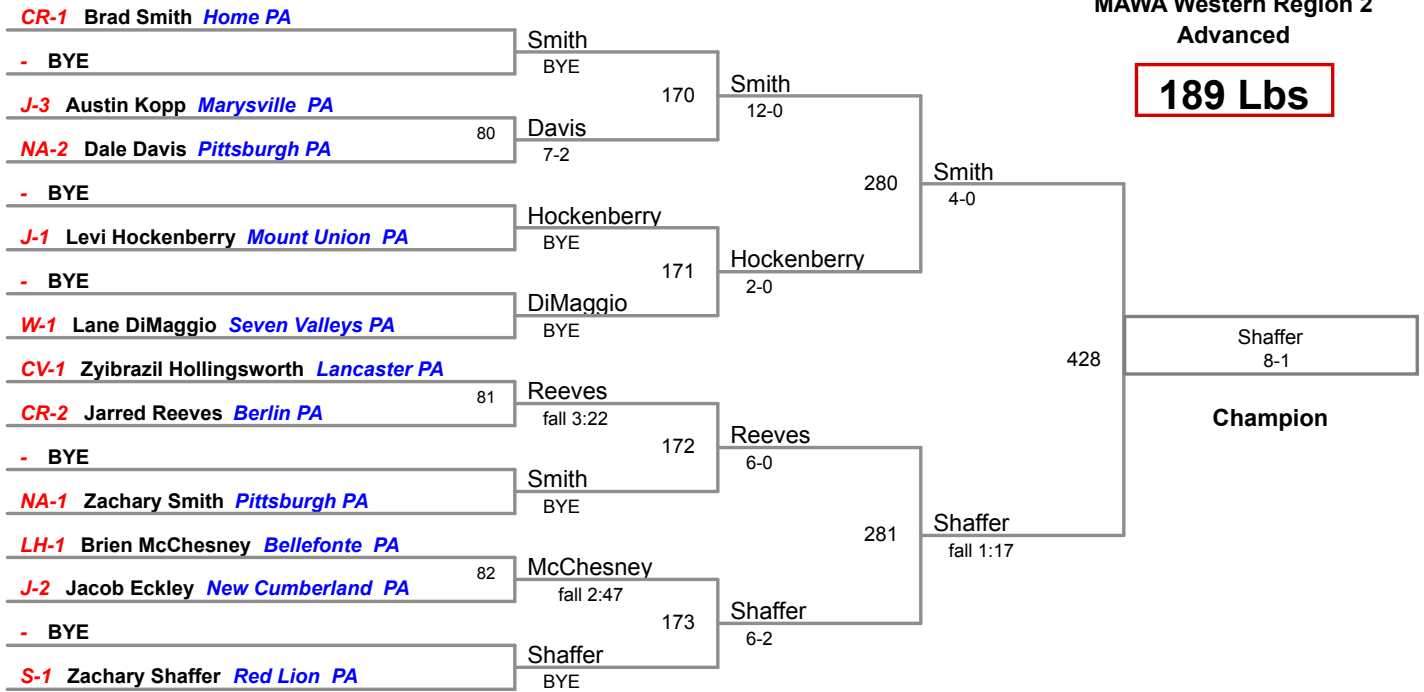 MAWA Western Region 2
Advanced
189 Lbs
CR-1 Brad Smith Home PA
- BYE
J-3 Austin Kopp Marysville PA
NA-2 Dale Davis Pittsburgh PA
- BYE
J-1 Levi Hockenberry Mount Union PA
- BYE
W-1 Lane DiMaggio Seven Valleys PA
CV-1 Zyibrazil Hollingsworth Lancaster PA
CR-2 Jarred Reeves Berlin PA
- BYE
NA-1 Zachary Smith Pittsburgh PA
LH-1 Brien McChesney Bellefonte PA
J-2 Jacob Eckley New Cumberland PA
- BYE
S-1 Zachary Shaffer Red Lion PA
80
81
82
Smith
BYE
Davis
7-2
Hockenberry
BYE
DiMaggio
BYE
Reeves
fall 3:22
Smith
BYE
McChesney
fall 2:47
Shaffer
BYE
170
171
172
173
Smith
12-0
Hockenberry
2-0
Reeves
6-0
Shaffer
6-2
280
281
Smith
4-0
Shaffer
fall 1:17
428
Shaffer
8-1
Champion